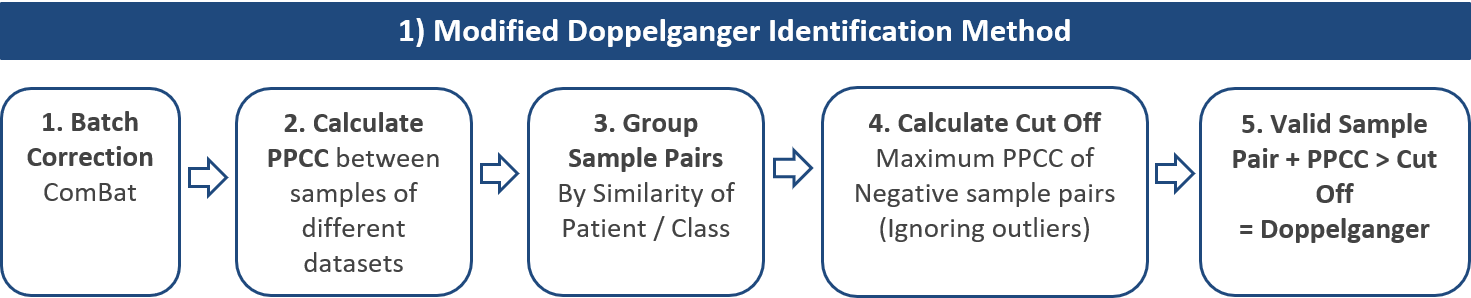 1) Modified Doppelganger Identification Method
1. Batch
Correction
ComBat
2. Calculate
PPCC between
samples of
different
datasets
3. Group
Sample Pairs
By Similarity of
Patient / Class
4. Calculate Cut Off
Maximum PPCC of
Negative sample pairs
(Ignoring outliers)
5. Valid Sample
Pair + PPCC > Cut
Off
= Doppelganger